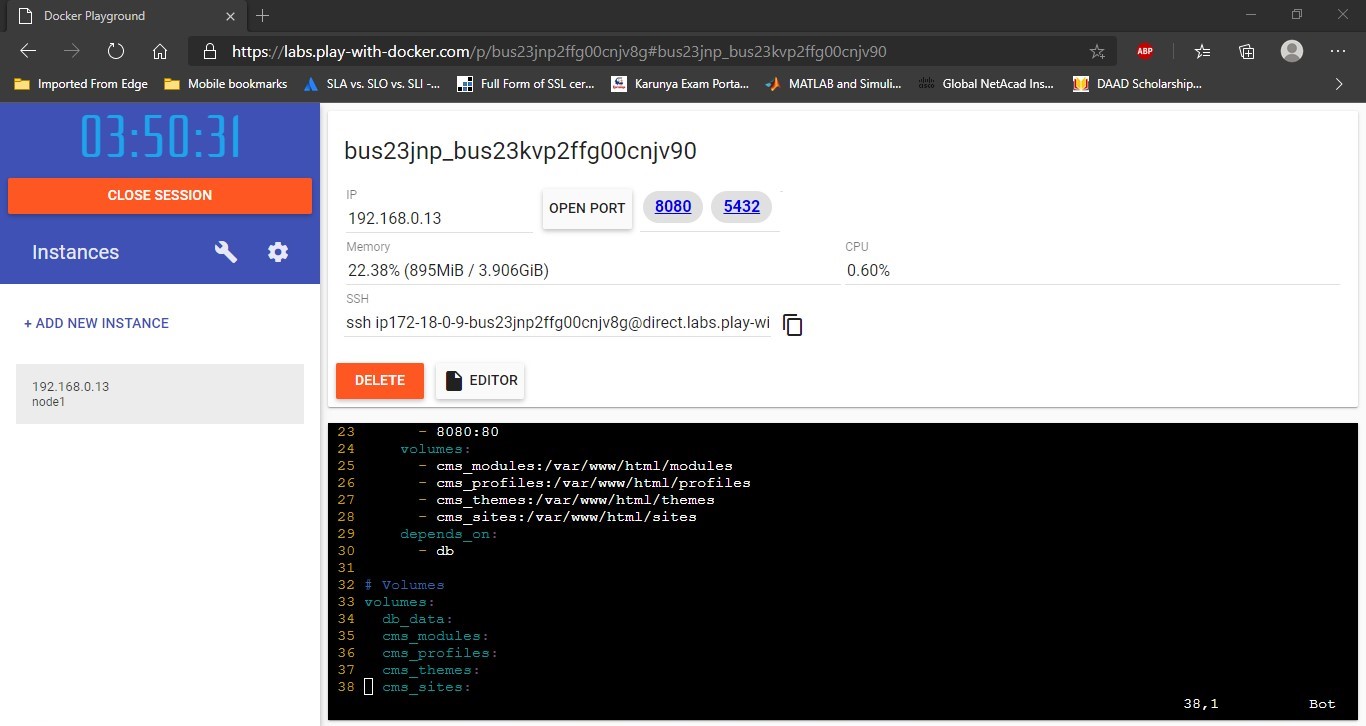 Docker Playground
https://labs.play-with-docker.com/p/bus23jnp2ffg00cnjv8g#bus23jnp_bus23kvp2ffg00cnjv90
ABP
Imported From Edge Mobile bookmarks SLA vs. SLO vs. SLI -... Full Form of SSL cer... Karunya Exam Porta... MATLAB and Simuli... Global NetAcad Ins... DAAD Scholarship...
03:50:31
CLOSE SESSION
Instances
+ ADD NEW INSTANCE
192.168.0.13
node1
bus23jnp_bus23kvp2ffg00cnjv90
IP
192.168.0.13
OPEN PORT
8080 5432
Memory
22.38% (895MiB / 3.906GiB)
CPU
0.60%
SSH
ssh ip172-18-0-9-bus23jnp2ffg00cnjv8g@direct.labs.play-wi
DELETE
EDITOR
23       - 8080:80
24     volumes:
25       - cms_modules:/var/www/html/modules
26       - cms_profiles:/var/www/html/profiles
27       - cms_themes:/var/www/html/themes
28       - cms_sites:/var/www/html/sites
29     depends_on:
30       - db
31
32 # Volumes
33 volumes:
34   db_data:
35   cms_modules:
36   cms_profiles:
37   cms_themes:
38   cms_sites:
38,1 Bot